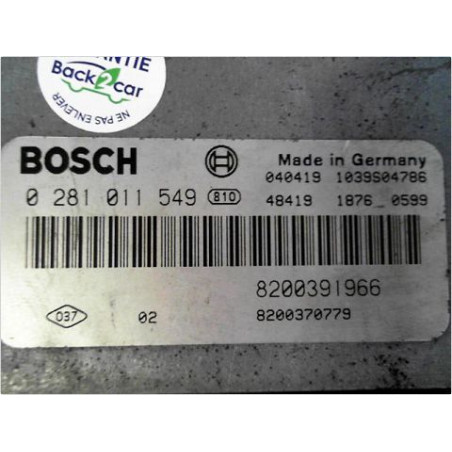 GARANTIE
Back2car
NE PAS ENLEVER
BOSCH
Made in Germany
040419 1039S04786
0 281 011 549 810
48419 1876_0599
8200391966
037 02 8200370779